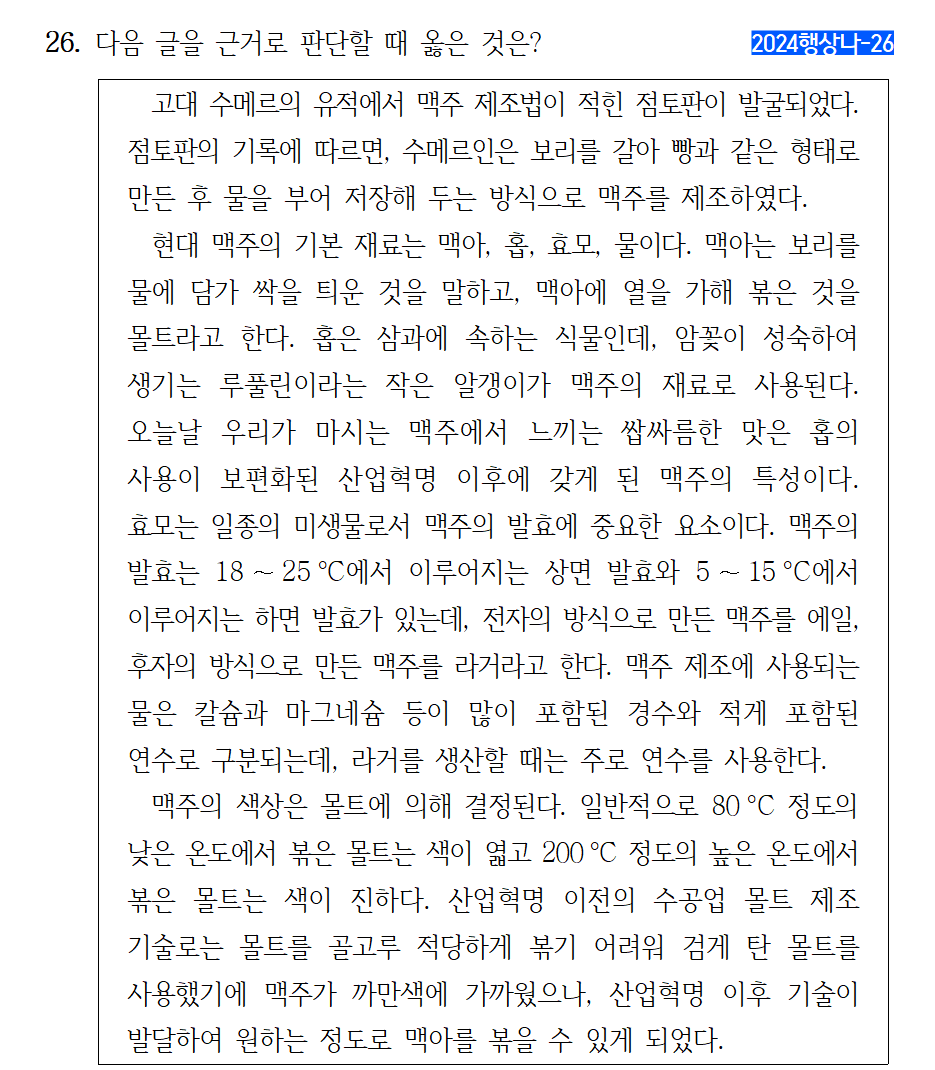 26. 다음 글을 근거로 판단할 때 옳은 것은?
2024행상나-26
고대 수메르의 유적에서 맥주 제조법이 적힌 점토판이 발굴되었다.
점토판의 기록에 따르면, 수메르인은 보리를 갈아 빵과 같은 형태로
만든 후 물을 부어 저장해 두는 방식으로 맥주를 제조하였다.
현대 맥주의 기본 재료는 맥아, 홉, 효모, 물이다. 맥아는 보리를
물에 담가 싹을 틔운 것을 말하고, 맥아에 열을 가해 볶은 것을
몰트라고 한다. 홉은 삼과에 속하는 식물인데, 암꽃이 성숙하여
생기는 루풀린이라는 작은 알갱이가 맥주의 재료로 사용된다.
오늘날 우리가 마시는 맥주에서 느끼는 쌉싸름한 맛은 홉의
사용이 보편화된 산업혁명 이후에 갖게 된 맥주의 특성이다.
효모는 일종의 미생물로서 맥주의 발효에 중요한 요소이다. 맥주의
발효는 18 ~ 25 ℃에서 이루어지는 상면 발효와 5 ~ 15 ℃에서
이루어지는 하면 발효가 있는데, 전자의 방식으로 만든 맥주를 에일,
후자의 방식으로 만든 맥주를 라거라고 한다. 맥주 제조에 사용되는
물은 칼슘과 마그네슘 등이 많이 포함된 경수와 적게 포함된
연수로 구분되는데, 라거를 생산할 때는 주로 연수를 사용한다.
맥주의 색상은 몰트에 의해 결정된다. 일반적으로 80 ℃ 정도의
낮은 온도에서 볶은 몰트는 색이 엷고 200 ℃ 정도의 높은 온도에서
볶은 몰트는 색이 진하다. 산업혁명 이전의 수공업 몰트 제조
기술로는 몰트를 골고루 적당하게 볶기 어려워 검게 탄 몰트를
사용했기에 맥주가 까만색에 가까웠으나, 산업혁명 이후 기술이
발달하여 원하는 정도로 맥아를 볶을 수 있게 되었다.